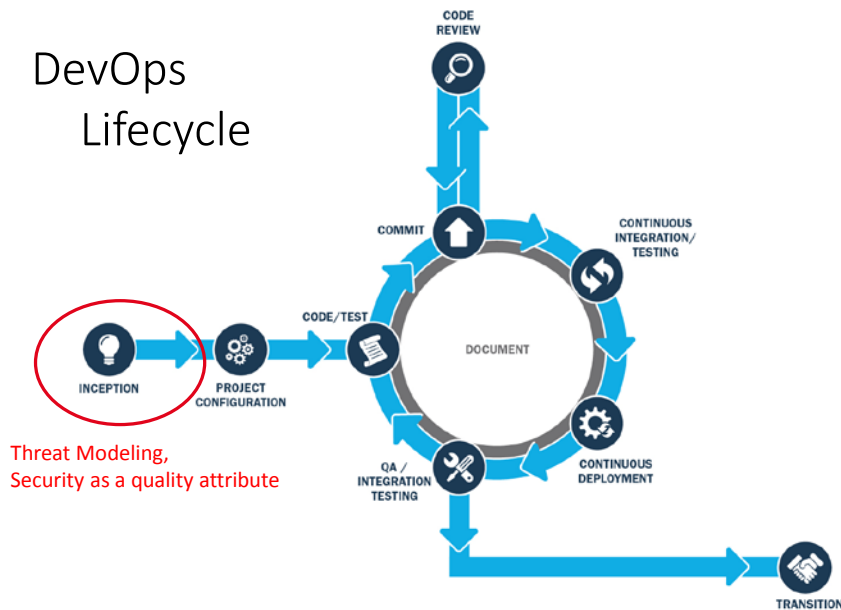 DevOps
Lifecycle
CODE
REVIEW
COMMIT
CONTINUOUS
INTEGRATION/
TESTING
CODE/TEST
DOCUMENT
INCEPTION
PROJECT
CONFIGURATION
Threat Modeling,
Security as a quality attribute
QA /
INTEGRATION
TESTING
CONTINUOUS
DEPLOYMENT
TRANSITION